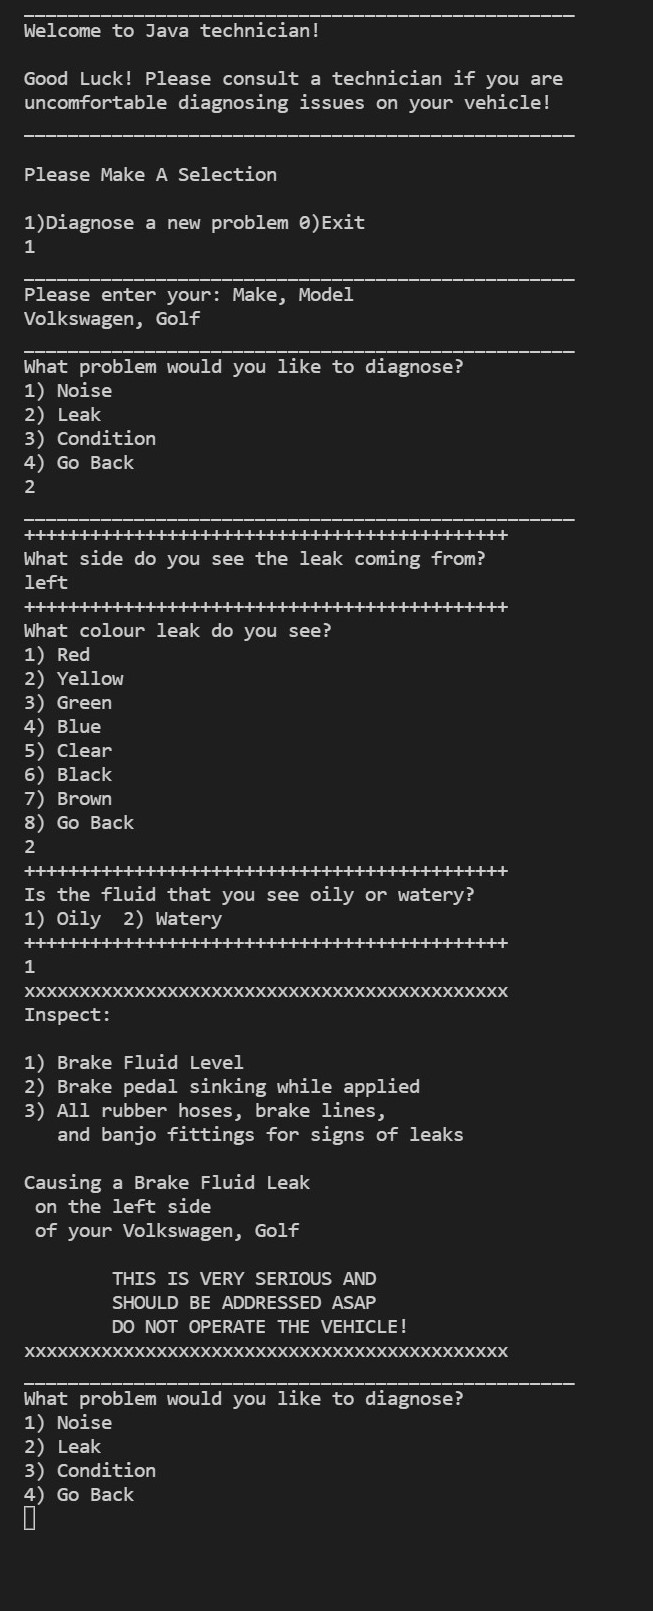 __________________________________________________
Welcome to Java technician!
Good Luck! Please consult a technician if you are
uncomfortable diagnosing issues on your vehicle!
__________________________________________________
Please Make A Selection
1)Diagnose a new problem 0)Exit
1
__________________________________________________
Please enter your: Make, Model
Volkswagen, Golf
__________________________________________________
What problem would you like to diagnose?
1) Noise
2) Leak
3) Condition
4) Go Back
2
__________________________________________________
++++++++++++++++++++++++++++++++++++++++++++
What side do you see the leak coming from?
left
++++++++++++++++++++++++++++++++++++++++++++
What colour leak do you see?
1) Red
2) Yellow
3) Green
4) Blue
5) Clear
6) Black
7) Brown
8) Go Back
2
++++++++++++++++++++++++++++++++++++++++++++
Is the fluid that you see oily or watery?
1) Oily  2) Watery
++++++++++++++++++++++++++++++++++++++++++++
1
xxxxxxxxxxxxxxxxxxxxxxxxxxxxxxxxxxxxxxxxxxxx
Inspect:
1) Brake Fluid Level
2) Brake pedal sinking while applied
3) All rubber hoses, brake lines,
   and banjo fittings for signs of leaks
Causing a Brake Fluid Leak
 on the left side
 of your Volkswagen, Golf
        THIS IS VERY SERIOUS AND
        SHOULD BE ADDRESSED ASAP
        DO NOT OPERATE THE VEHICLE!
xxxxxxxxxxxxxxxxxxxxxxxxxxxxxxxxxxxxxxxxxxxx
__________________________________________________
What problem would you like to diagnose?
1) Noise
2) Leak
3) Condition
4) Go Back